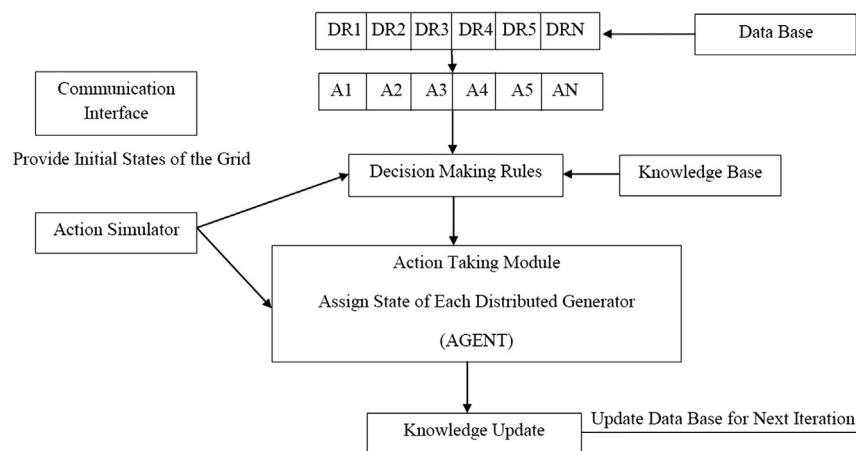 DR1 DR2 DR3 DR4 DR5 DRN
Data Base
A1 A2 A3 A4 A5 AN
Communication
Interface
Provide Initial States of the Grid
Decision Making Rules
Knowledge Base
Action Simulator
Action Taking Module
Assign State of Each Distributed Generator
(AGENT)
Knowledge Update
Update Data Base for Next Iteration